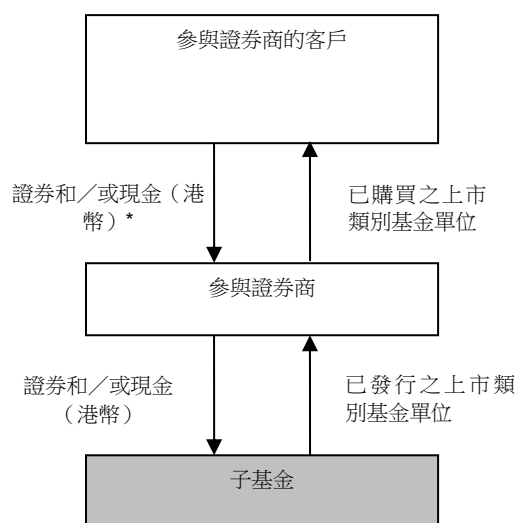 參與證券商的客戶
證券和／或現金（港
幣）*
已購買之上市
類別基金單位
參與證券商
證券和／或現金
（港幣）
已發行之上市類
別基金單位
子基金